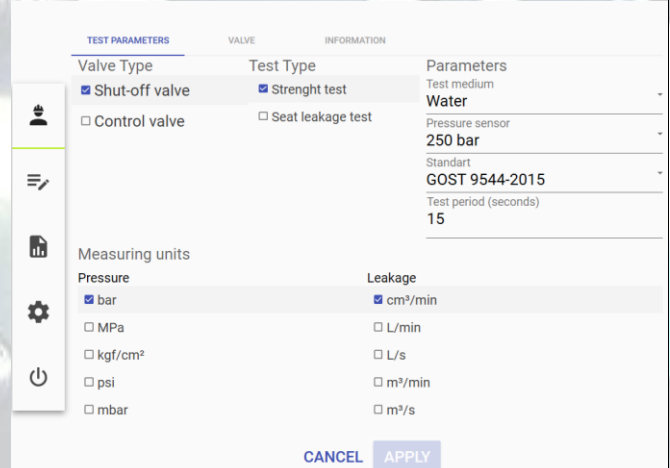 TEST PARAMETERS VALVE INFORMATION
Valve Type Test Type Parameters
Shut-off valve Strenght test Test medium
Water
Control valve Seat leakage test Pressure sensor
250 bar
Standart
GOST 9544-2015
Test period (seconds)
15
Measuring units
Pressure Leakage
bar cm³/min
MPa L/min
kgf/cm² L/s
psi m³/min
mbar m³/s
CANCEL APPLY